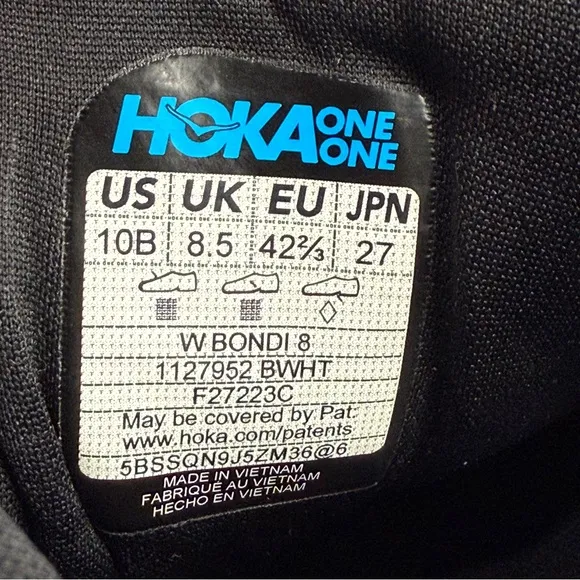 HOKA ONE ONE
US UK EU JPN
10B 8.5 42⅔ 27
W BONDI 8
1127952 BWHT
F27223C
May be covered by Pat.
www.hoka.com/patents
5BSSQN9J5ZM36@6
MADE IN VIETNAM
FABRIQUÉ AU VIETNAM
HECHO EN VIETNAM